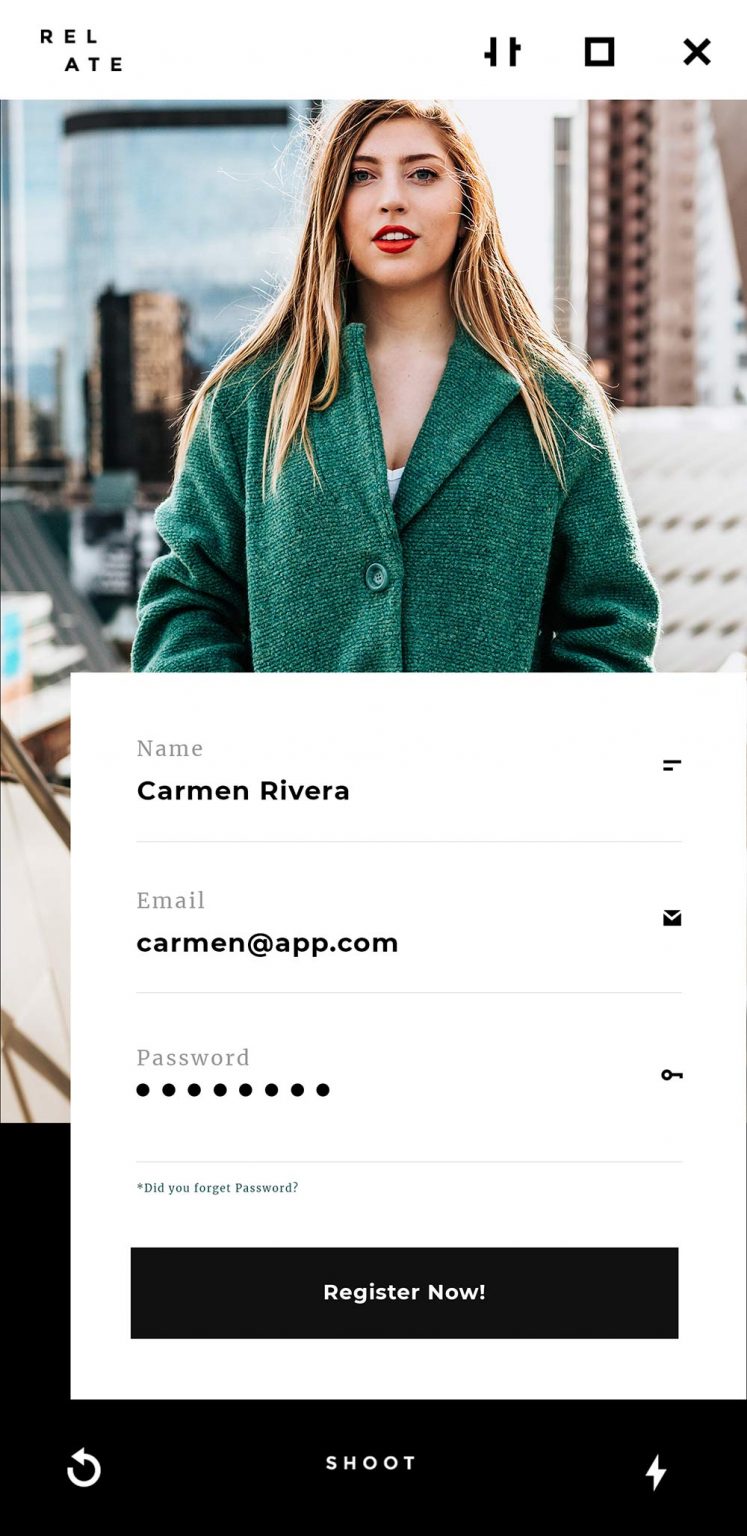 REL
ATE
Name
Carmen Rivera
Email
carmen@app.com
Password
*Did you forget Password?
Register Now!
SHOOT